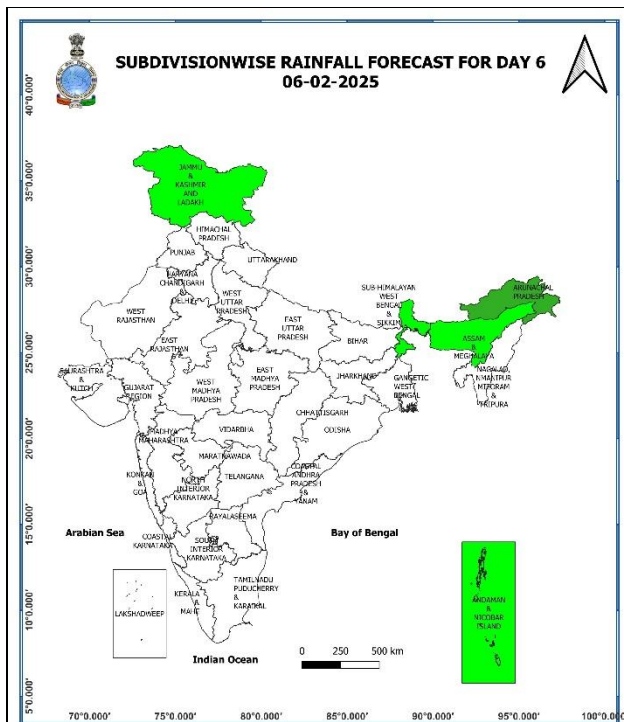 SUBDIVISIONWISE RAINFALL FORECAST FOR DAY 6
06-02-2025
40°0.000'
35°0.000'
30°0.000'
25°0.000'
20°0.000'
15°0.000'
10°0.000'
5°0.000'
JAMMU
&
KASHMIR
AND
LADAKH
HIMACHAL
PRADESH
PUNJAB
UTTARAKHAND
HARYANA
CHANDIGARH
&
DELHI
WEST
UTTAR
PRADESH
WEST
RAJASTHAN
EAST
RAJASTHAN
EAST
UTTAR
PRADESH
SUB-HIMALAYAN
WEST
BENGAL
&
SIKKIM
ARUNACHAL
PRADESH
BIHAR
ASSAM
&
MEGHALAYA
SAURASHTRA
&
KUTCH
GUJARAT
REGION
WEST
MADHYA
PRADESH
EAST
MADHYA
PRADESH
JHARKHAND
GANGETIC
WEST
BENGAL
MIZORAM
&
TRIPURA
CHHATTISGARH
ODISHA
VIDARBHA
MADHYA
MAHARASHTRA
MARATHWADA
TELANGANA
KONKAN
&
GOA
NORTH
INTERIOR
KARNATAKA
COASTAL
ANDHRA
PRADESH
&
YANAM
RAYALASEEMA
Arabian Sea
Bay of Bengal
COASTAL
KARNATAKA
SOUTH
INTERIOR
KARNATAKA
TAMILNADU
PUDUCHERRY
&
KARAIKAL
KERALA
&
MAHE
LAKSHADWEEP
ANDAMAN
&
NICOBAR
ISLAND
Indian Ocean
0 250 500 km
70°0.000' 75°0.000' 80°0.000' 85°0.000' 90°0.000' 95°0.000' 100°0.000'